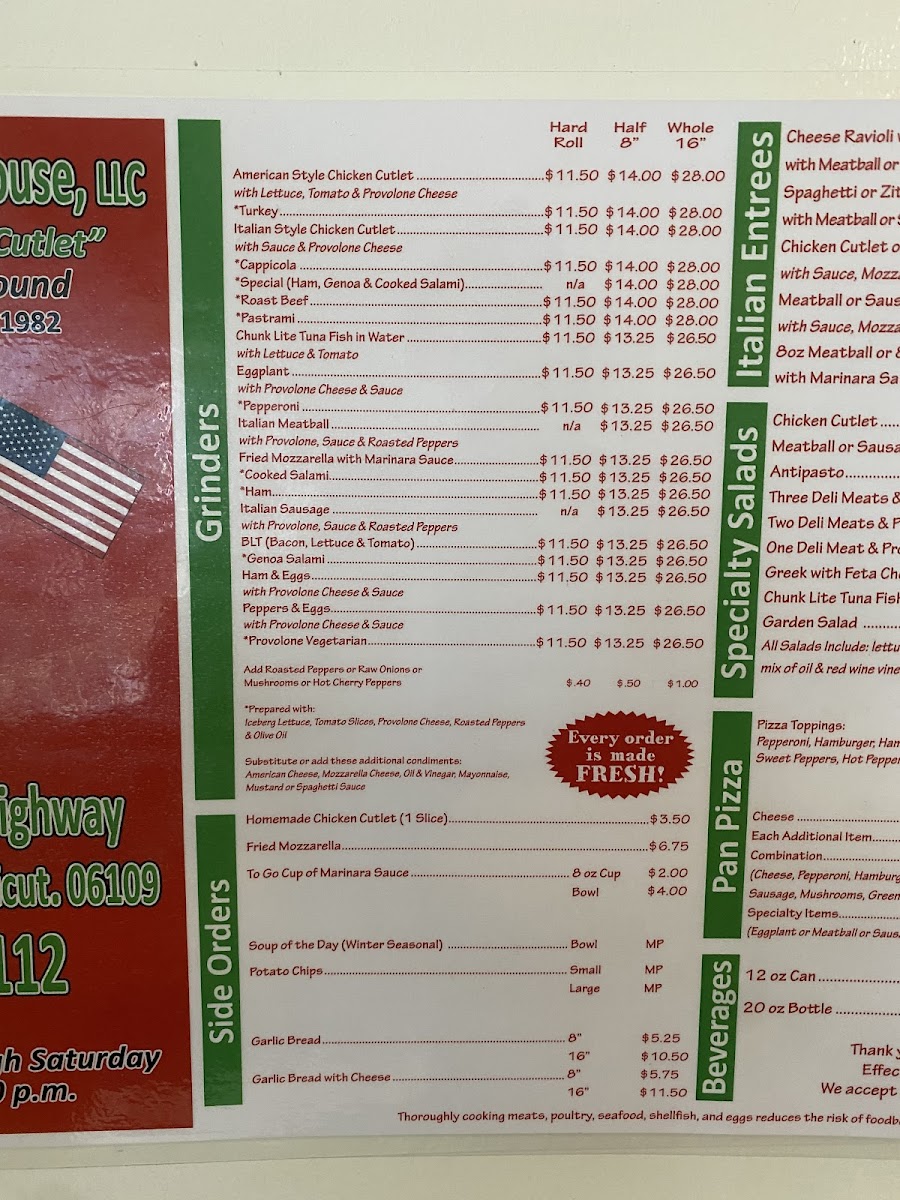 ouse, LLC
Cutlet"
ound
1982
ighway
icut. 06109
112
gh Saturday
p.m.
Grinders
Hard Roll Half 8" Whole 16"
American Style Chicken Cutlet $11.50 $14.00 $28.00
with Lettuce, Tomato & Provolone Cheese
*Turkey $11.50 $14.00 $28.00
Italian Style Chicken Cutlet $11.50 $14.00 $28.00
with Sauce & Provolone Cheese
*Cappicola $11.50 $14.00 $28.00
*Special (Ham, Genoa & Cooked Salami) n/a $14.00 $28.00
*Roast Beef $11.50 $14.00 $28.00
*Pastrami $11.50 $14.00 $28.00
Chunk Lite Tuna Fish in Water $11.50 $13.25 $26.50
with Lettuce & Tomato
Eggplant $11.50 $13.25 $26.50
with Provolone Cheese & Sauce
*Pepperoni $11.50 $13.25 $26.50
Italian Meatball n/a $13.25 $26.50
with Provolone, Sauce & Roasted Peppers
Fried Mozzarella with Marinara Sauce $11.50 $13.25 $26.50
*Cooked Salami $11.50 $13.25 $26.50
*Ham $11.50 $13.25 $26.50
Italian Sausage n/a $13.25 $26.50
with Provolone, Sauce & Roasted Peppers
BLT (Bacon, Lettuce & Tomato) $11.50 $13.25 $26.50
*Genoa Salami $11.50 $13.25 $26.50
Ham & Eggs $11.50 $13.25 $26.50
with Provolone Cheese & Sauce
Peppers & Eggs $11.50 $13.25 $26.50
with Provolone Cheese & Sauce
*Provolone Vegetarian $11.50 $13.25 $26.50
Add Roasted Peppers or Raw Onions or
Mushrooms or Hot Cherry Peppers $.40 $.50 $1.00
*Prepared with:
Iceberg Lettuce, Tomato Slices, Provolone Cheese, Roasted Peppers
& Olive Oil
Substitute or add these additional condiments:
American Cheese, Mozzarella Cheese, Oil & Vinegar, Mayonnaise,
Mustard or Spaghetti Sauce
Every order
is made
FRESH!
Side Orders
Homemade Chicken Cutlet (1 Slice) $3.50
Fried Mozzarella $6.75
To Go Cup of Marinara Sauce 8 oz Cup $2.00
Bowl $4.00
Soup of the Day (Winter Seasonal) Bowl MP
Potato Chips Small MP
Large MP
Garlic Bread 8" $5.25
16" $10.50
Garlic Bread with Cheese 8" $5.75
16" $11.50
Italian Entrees
Cheese Ravioli
with Meatball or
Spaghetti or Zit
with Meatball or S
Chicken Cutlet o
with Sauce, Mozza
Meatball or Saus
with Sauce, Mozza
8oz Meatball or
with Marinara Sa
Specialty Salads
Chicken Cutlet
Meatball or Sausa
Antipasto
Three Deli Meats &
Two Deli Meats & P
One Deli Meat & Pro
Greek with Feta Che
Chunk Lite Tuna Fish
Garden Salad
All Salads Include: lettu
mix of oil & red wine vine
Pan Pizza
Pizza Toppings:
Pepperoni, Hamburger, Ham
Sweet Peppers, Hot Pepper
Cheese
Each Additional Item
Combination
(Cheese, Pepperoni, Hamburg
Sausage, Mushrooms, Green
Specialty Items
(Eggplant or Meatball or Saus
Beverages
12 oz Can
20 oz Bottle
Thank y
Effec
We accept
Thoroughly cooking meats, poultry, seafood, shellfish, and eggs reduces the risk of foodb